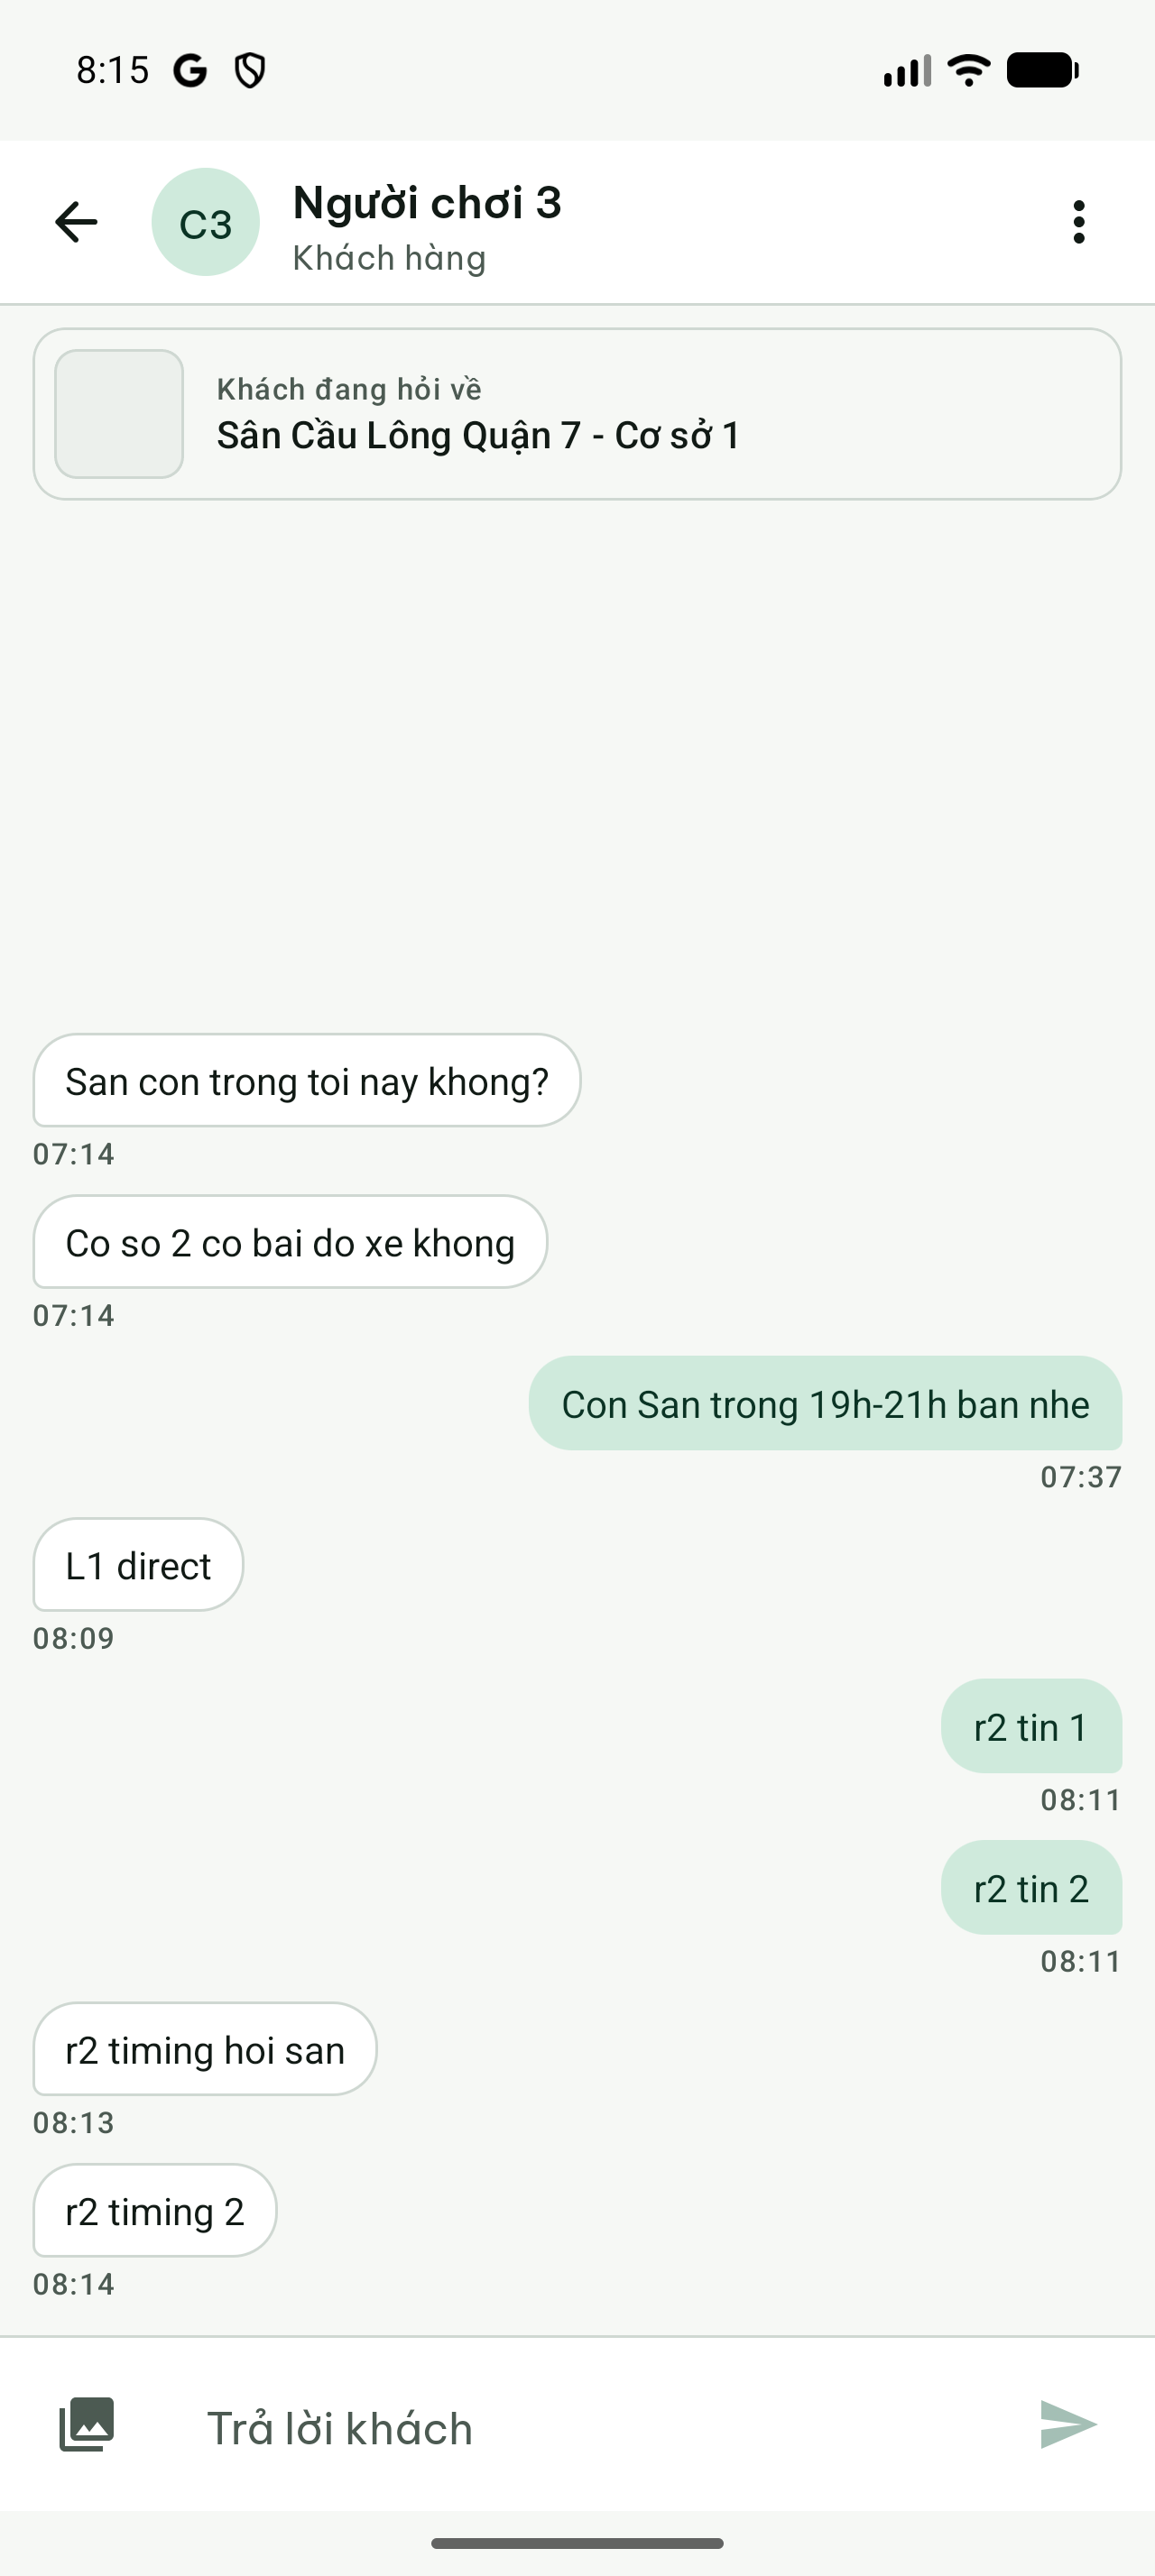 8:15
C3
Người chơi 3
Khách hàng
Khách đang hỏi về
Sân Cầu Lông Quận 7 - Cơ sở 1
San con trong toi nay khong?
07:14
Co so 2 co bai do xe khong
07:14
Con San trong 19h-21h ban nhe
07:37
L1 direct
08:09
r2 tin 1
08:11
r2 tin 2
08:11
r2 timing hoi san
08:13
r2 timing 2
08:14
Trả lời khách